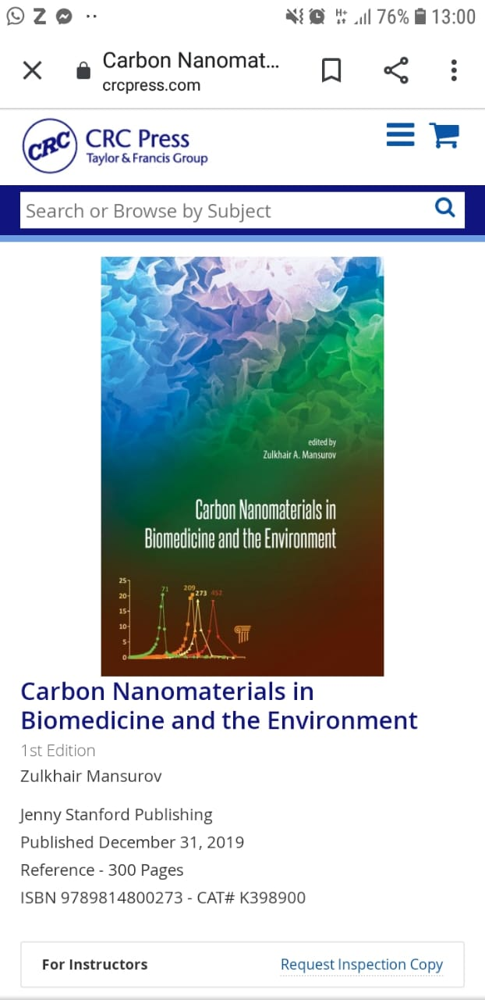 Z H+ 76% 13:00
Carbon Nanomat...
crcpress.com
CRC CRC Press
Taylor & Francis Group
Search or Browse by Subject
edited by
Zulkhair A. Mansurov
Carbon Nanomaterials in
Biomedicine and the Environment
25
20
15
10
5
0
71 209 273 452
Carbon Nanomaterials in
Biomedicine and the Environment
1st Edition
Zulkhair Mansurov
Jenny Stanford Publishing
Published December 31, 2019
Reference - 300 Pages
ISBN 9789814800273 - CAT# K398900
For Instructors Request Inspection Copy